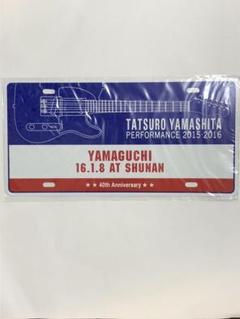 TATSURO YAMASHITA
PERFORMANCE 2015-2016
YAMAGUCHI
16.1.8 AT SHUNAN
★ ★ 40th Anniversary ★ ★